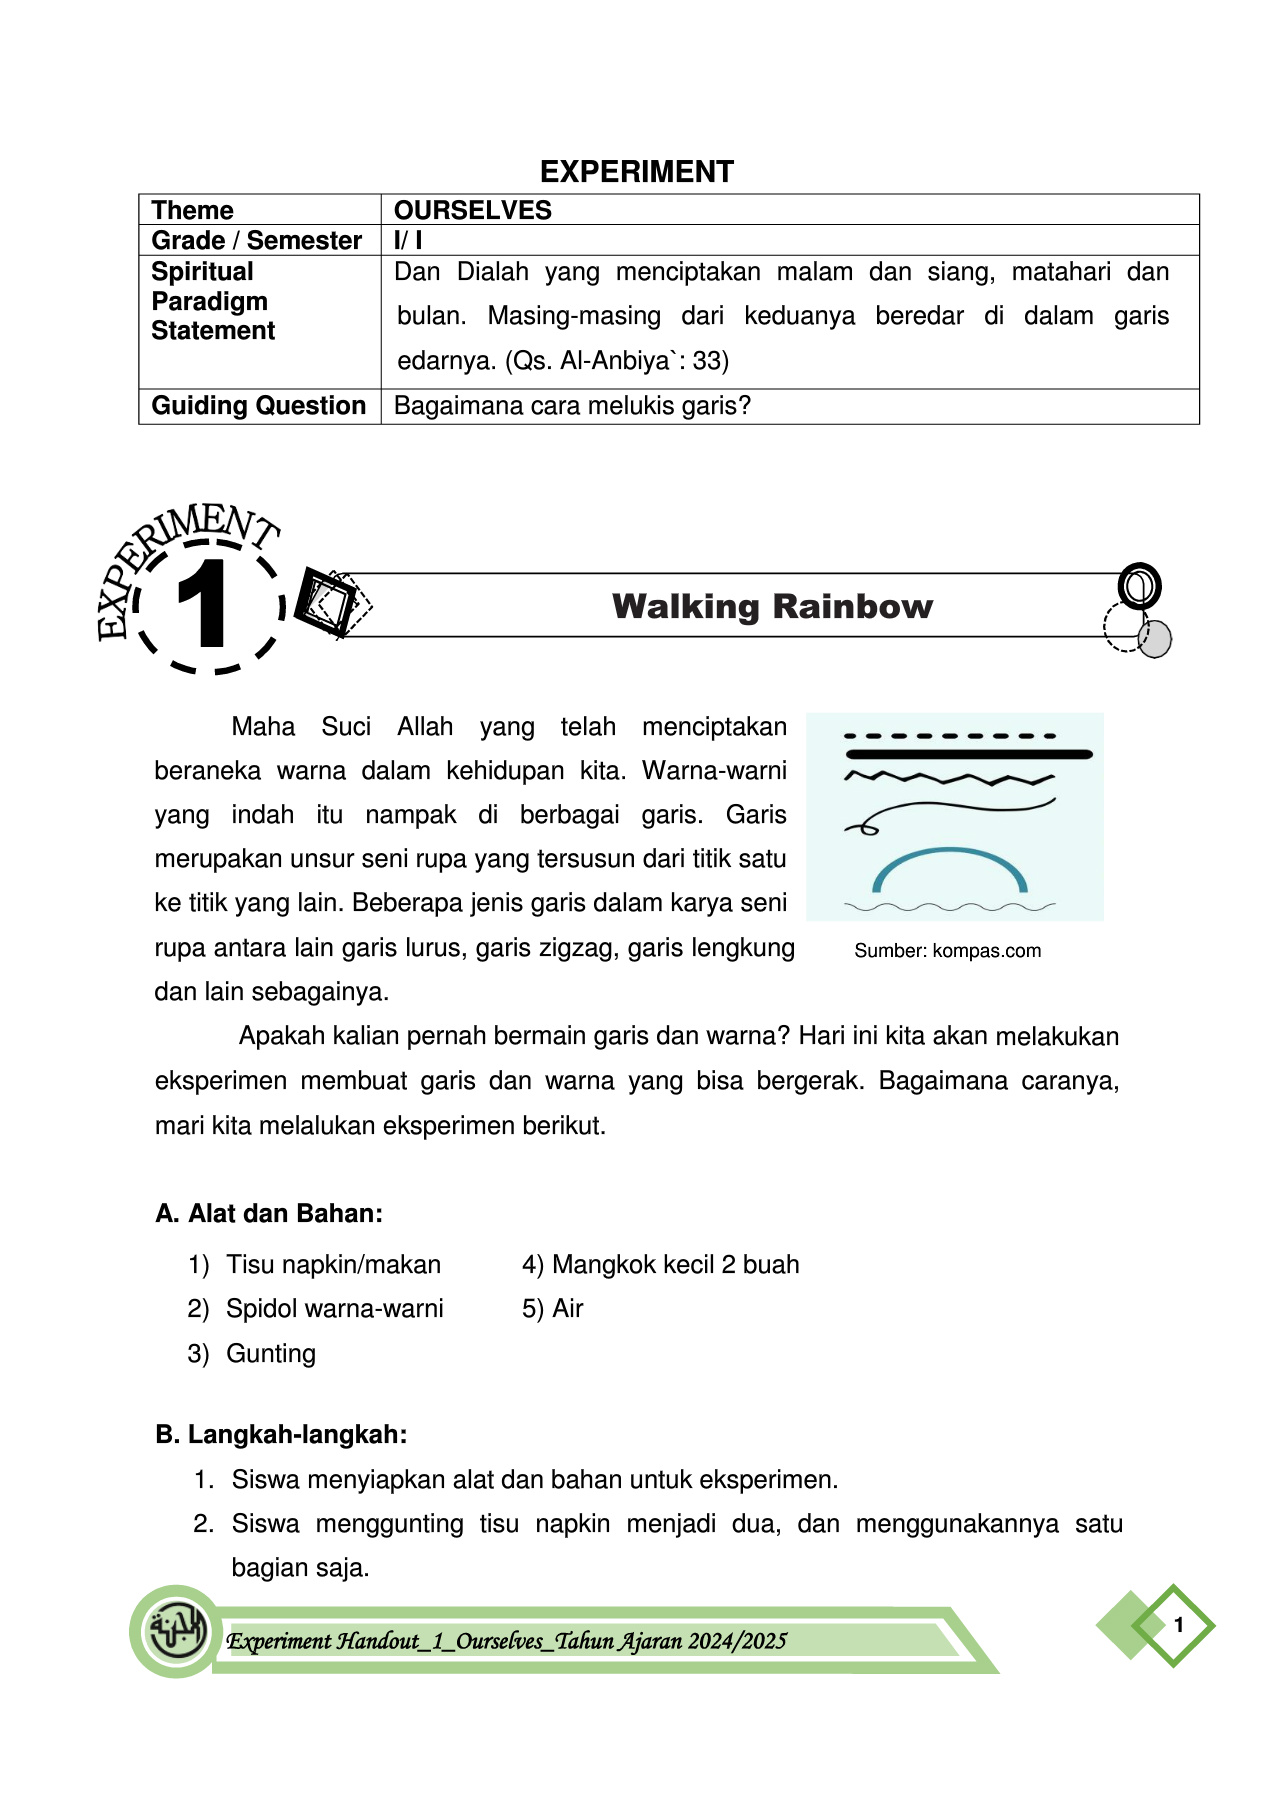 EXPERIMENT
Theme OURSELVES
Grade / Semester I/ I
Spiritual Paradigm Statement
Dan Dialah yang menciptakan malam dan siang, matahari dan
bulan. Masing-masing dari keduanya beredar di dalam garis
edarnya. (Qs. Al-Anbiya`: 33)
Guiding Question Bagaimana cara melukis garis?
EXPERIMENT
1
Walking Rainbow
Maha Suci Allah yang telah menciptakan
beraneka warna dalam kehidupan kita. Warna-warni
yang indah itu nampak di berbagai garis. Garis
merupakan unsur seni rupa yang tersusun dari titik satu
ke titik yang lain. Beberapa jenis garis dalam karya seni
rupa antara lain garis lurus, garis zigzag, garis lengkung
dan lain sebagainya.
Sumber: kompas.com
Apakah kalian pernah bermain garis dan warna? Hari ini kita akan melakukan
eksperimen membuat garis dan warna yang bisa bergerak. Bagaimana caranya,
mari kita melalukan eksperimen berikut.
A. Alat dan Bahan:
1) Tisu napkin/makan 4) Mangkok kecil 2 buah
2) Spidol warna-warni 5) Air
3) Gunting
B. Langkah-langkah:
1. Siswa menyiapkan alat dan bahan untuk eksperimen.
2. Siswa menggunting tisu napkin menjadi dua, dan menggunakannya satu
bagian saja.
Experiment Handout_1_Ourselves_Tahun Ajaran 2024/2025
1